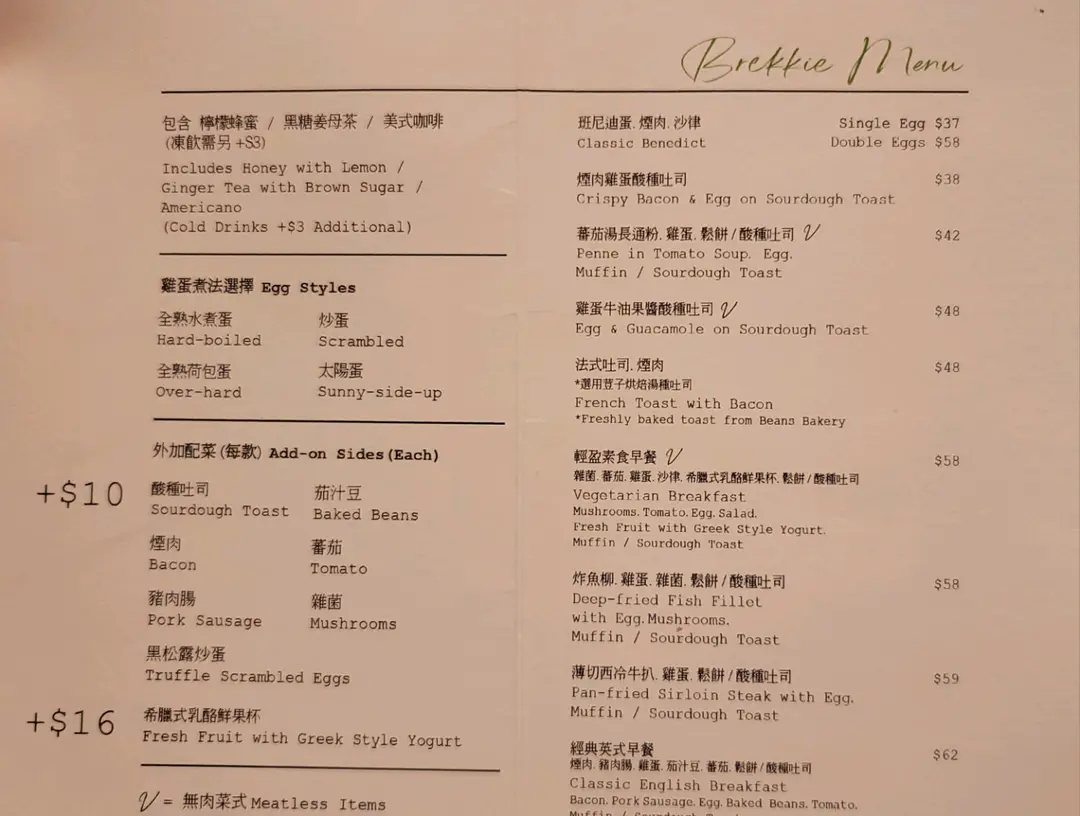 Brekkie Menu
包含 檸檬蜂蜜 / 黑糖姜母茶 / 美式咖啡
(凍飲需另 +$3)
Includes Honey with Lemon /
Ginger Tea with Brown Sugar /
Americano
(Cold Drinks +$3 Additional)
雞蛋煮法選擇 Egg Styles
全熟水煮蛋 炒蛋
Hard-boiled Scrambled
全熟荷包蛋 太陽蛋
Over-hard Sunny-side-up
外加配菜(每款) Add-on Sides(Each)
+$10
酸種吐司 茄汁豆
Sourdough Toast Baked Beans
煙肉 蕃茄
Bacon Tomato
豬肉腸 雜菌
Pork Sausage Mushrooms
黑松露炒蛋
Truffle Scrambled Eggs
+$16
希臘式乳酪鮮果杯
Fresh Fruit with Greek Style Yogurt
V = 無肉菜式 Meatless Items
班尼迪蛋. 煙肉. 沙律 Single Egg $37
Classic Benedict Double Eggs $58
煙肉雞蛋酸種吐司 $38
Crispy Bacon & Egg on Sourdough Toast
蕃茄湯長通粉. 雞蛋. 鬆餅 / 酸種吐司 V $42
Penne in Tomato Soup. Egg.
Muffin / Sourdough Toast
雞蛋牛油果醬酸種吐司 V $48
Egg & Guacamole on Sourdough Toast
法式吐司. 煙肉 $48
*選用荳子烘焙湯種吐司
French Toast with Bacon
*Freshly baked toast from Beans Bakery
輕盈素食早餐 V $58
雜菌. 蕃茄. 雞蛋. 沙律. 希臘式乳酪鮮果杯. 鬆餅 / 酸種吐司
Vegetarian Breakfast
Mushrooms. Tomato. Egg. Salad.
Fresh Fruit with Greek Style Yogurt.
Muffin / Sourdough Toast
炸魚柳. 雞蛋. 雜菌. 鬆餅 / 酸種吐司 $58
Deep-fried Fish Fillet
with Egg. Mushrooms.
Muffin / Sourdough Toast
薄切西冷牛扒. 雞蛋. 鬆餅 / 酸種吐司 $59
Pan-fried Sirloin Steak with Egg.
Muffin / Sourdough Toast
經典英式早餐 $62
煙肉. 豬肉腸. 雞蛋. 茄汁豆. 蕃茄. 鬆餅 / 酸種吐司
Classic English Breakfast
Bacon. Pork Sausage. Egg. Baked Beans. Tomato.
Muffin / Sourdough Toast